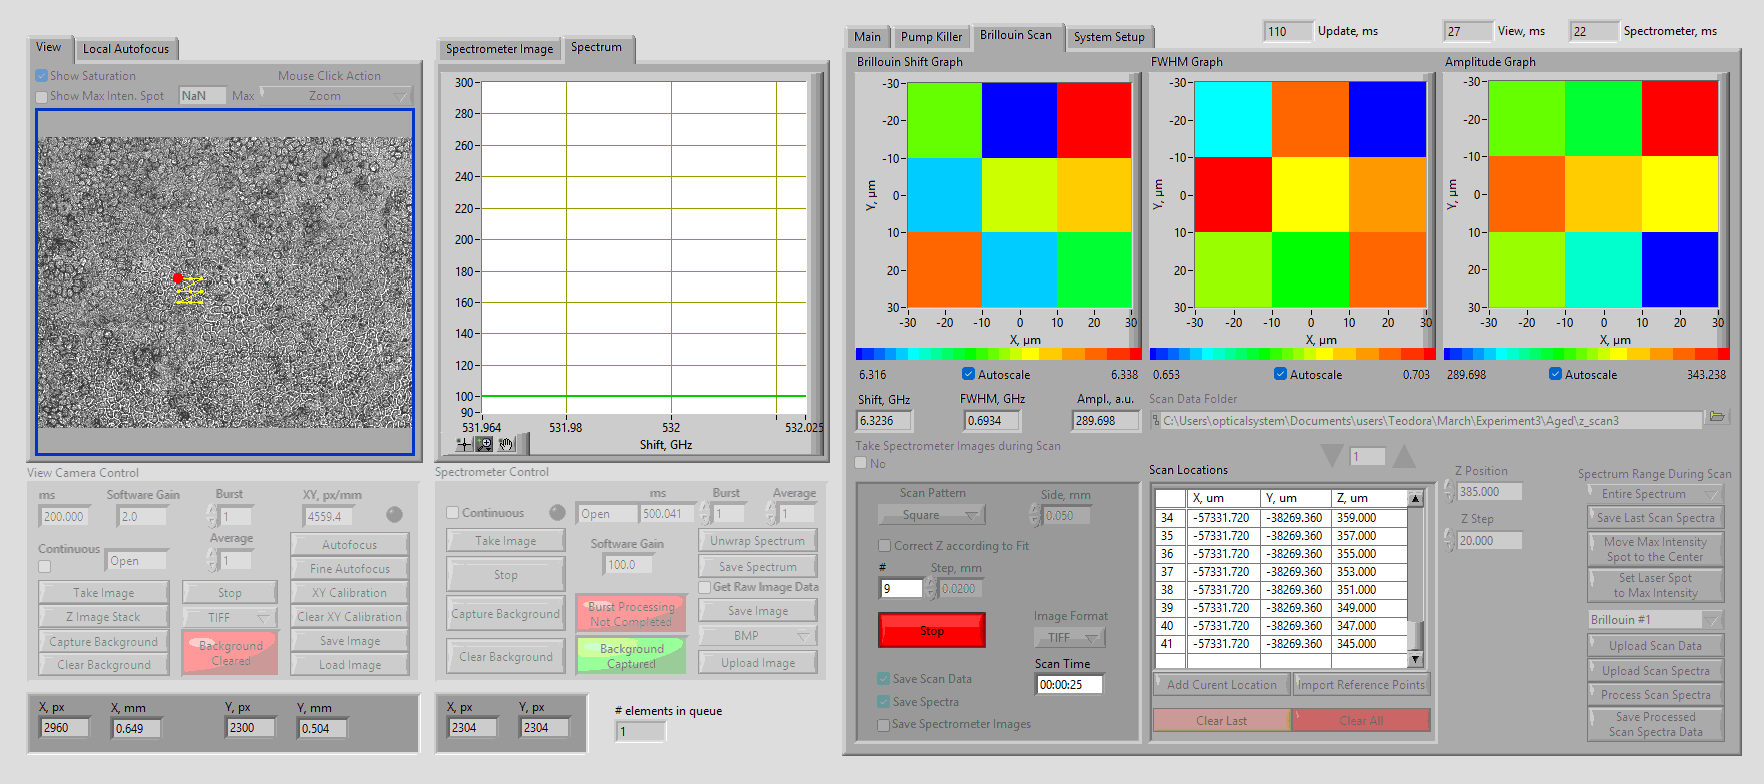 View
Local Autofocus
Show Saturation
Mouse Click Action
Show Max Inten. Spot
NaN
Max
Zoom
View Camera Control
ms
200.000
Software Gain
2.0
Burst
1
XY, px/mm
4559.4
Average
1
Continuous
Open
Autofocus
Fine Autofocus
Take Image
Stop
XY Calibration
Z Image Stack
TIFF
Clear XY Calibration
Capture Background
Background
Cleared
Save Image
Clear Background
Load Image
X, px
2960
X, mm
0.649
Y, px
2300
Y, mm
0.504
Spectrometer Image
Spectrum
300
280
260
240
220
200
180
160
140
120
100
90
531.964
531.98
532
532.025
Shift, GHz
Spectrometer Control
ms
Burst
Average
Continuous
Open
500.041
1
1
Take Image
Software Gain
100.0
Unwrap Spectrum
Stop
Save Spectrum
Get Raw Image Data
Capture Background
Burst Processing
Not Completed
Save Image
BMP
Clear Background
Background
Captured
Upload Image
X, px
2304
Y, px
2304
# elements in queue
1
110
Update, ms
27
View, ms
22
Spectrometer, ms
Main
Pump Killer
Brillouin Scan
System Setup
Brillouin Shift Graph
-30
-20
-10
0
10
20
30
Y, µm
-30
-20
-10
0
10
20
30
X, µm
6.316
Autoscale
6.338
FWHM Graph
-30
-20
-10
0
10
20
30
Y, µm
-30
-20
-10
0
10
20
30
X, µm
0.653
Autoscale
0.703
Amplitude Graph
-30
-20
-10
0
10
20
30
Y, µm
-30
-20
-10
0
10
20
30
X, µm
289.698
Autoscale
343.238
Shift, GHz
6.3236
FWHM, GHz
0.6934
Ampl., a.u.
289.698
Scan Data Folder
C:\Users\opticalsystem\Documents\users\Teodora\March\Experiment3\Aged\z_scan3
Take Spectrometer Images during Scan
No
1
Scan Pattern
Square
Side, mm
0.050
Correct Z according to Fit
#
9
Step, mm
0.0200
Stop
Image Format
TIFF
Scan Time
00:00:25
Save Scan Data
Save Spectra
Save Spectrometer Images
Scan Locations
X, um Y, um Z, um
34 -57331.720 -38269.360 359.000
35 -57331.720 -38269.360 357.000
36 -57331.720 -38269.360 355.000
37 -57331.720 -38269.360 353.000
38 -57331.720 -38269.360 351.000
39 -57331.720 -38269.360 349.000
40 -57331.720 -38269.360 347.000
41 -57331.720 -38269.360 345.000
Add Curent Location
Import Reference Points
Clear Last
Clear All
Z Position
385.000
Z Step
20.000
Spectrum Range During Scan
Entire Spectrum
Save Last Scan Spectra
Move Max Intensity
Spot to the Center
Set Laser Spot
to Max Intensity
Brillouin #1
Upload Scan Data
Upload Scan Spectra
Process Scan Spectra
Save Processed
Scan Spectra Data